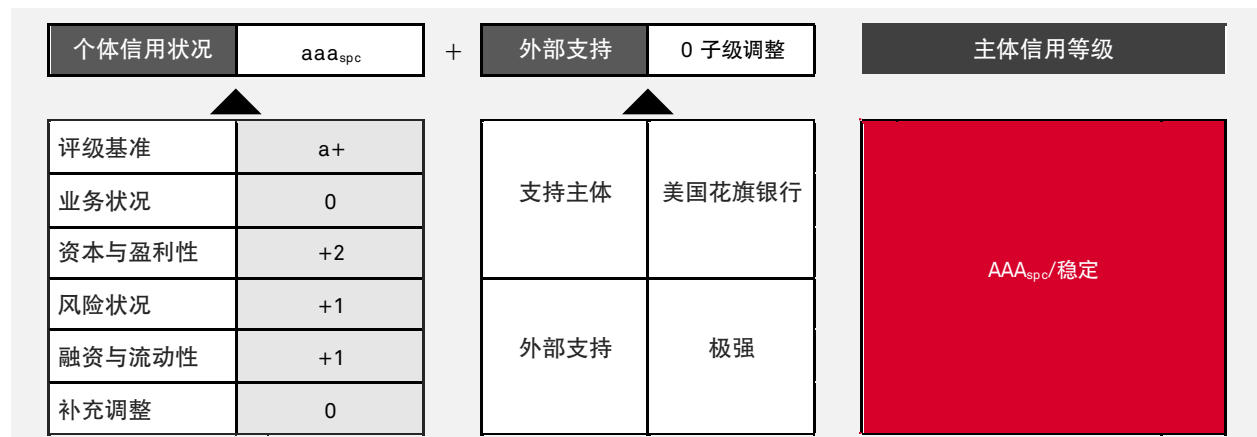 个体信用状况 aaaspc + 外部支持 0 子级调整 主体信用等级
评级基准 a+
业务状况 0
资本与盈利性 +2
风险状况 +1
融资与流动性 +1
补充调整 0
支持主体 美国花旗银行
外部支持 极强
AAAspc/稳定